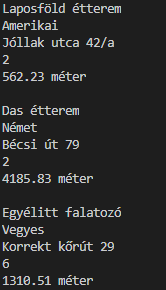 Laposföld étterem
Amerikai
Jóllak utca 42/a
2
562.23 méter
Das étterem
Német
Bécsi út 79
2
4185.83 méter
Egyélitt falatozó
Vegyes
Korrekt kőrút 29
6
1310.51 méter